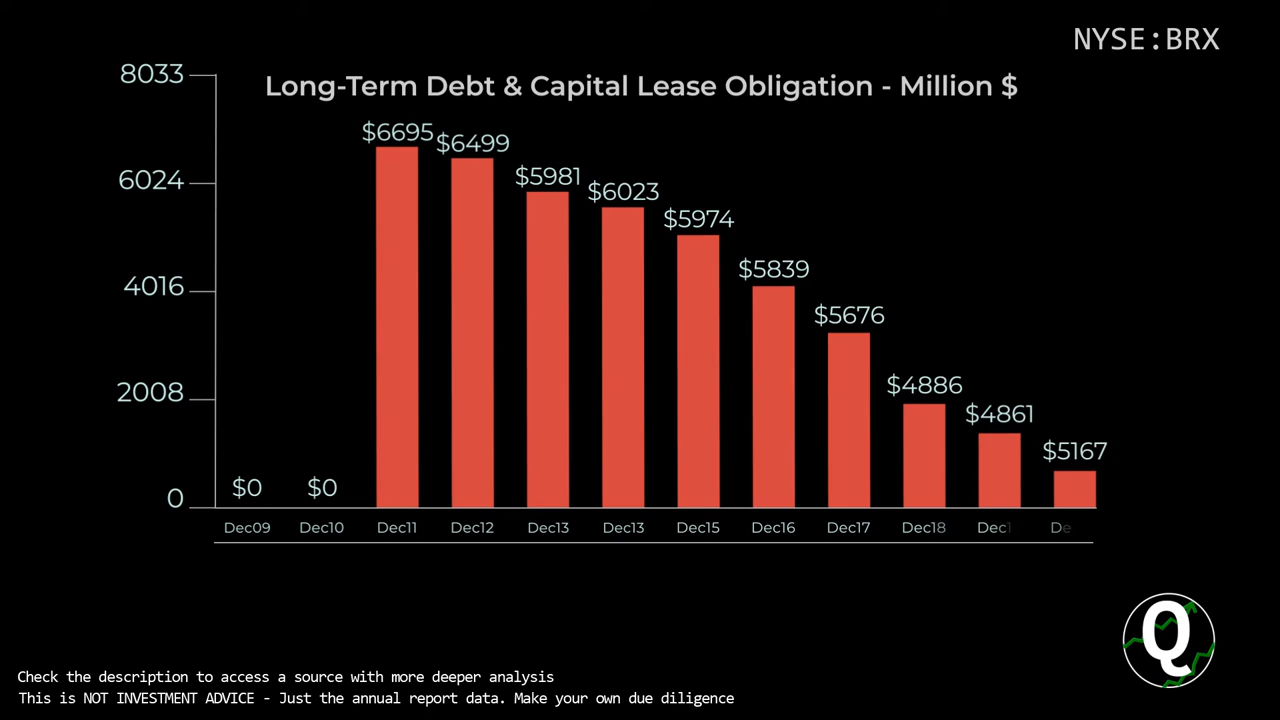 NYSE:BRX
8033
Long-Term Debt & Capital Lease Obligation - Million $
$6695
$6499
6024
$5981
$6023
$5974
4016
$5839
$5676
2008
$4886
$4861
$5167
0
$0
$0
Dec09 Dec10 Dec11 Dec12 Dec13 Dec13 Dec15 Dec16 Dec17 Dec18 Dec1 De
Q
Check the description to access a source with more deeper analysis
This is NOT INVESTMENT ADVICE - Just the annual report data. Make your own due diligence